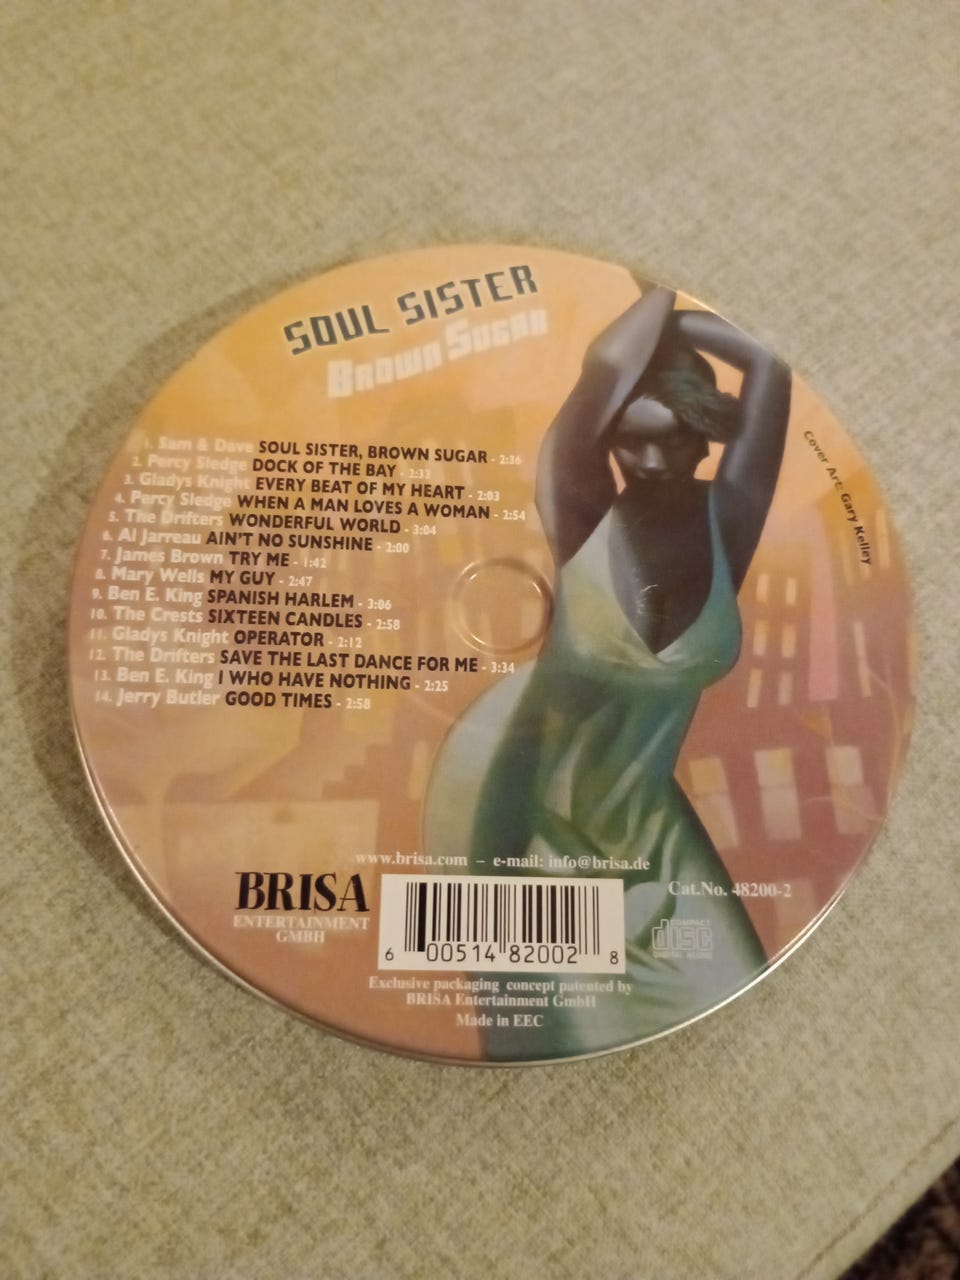 SOUL SISTER
BROWN SUGAR
1. Sam & Dave SOUL SISTER, BROWN SUGAR - 2:36
2. Percy Sledge DOCK OF THE BAY - 2:33
3. Gladys Knight EVERY BEAT OF MY HEART - 2:03
4. Percy Sledge WHEN A MAN LOVES A WOMAN - 2:54
5. The Drifters WONDERFUL WORLD - 3:04
6. Al Jarreau AIN'T NO SUNSHINE - 2:00
7. James Brown TRY ME - 1:42
8. Mary Wells MY GUY - 2:47
9. Ben E. King SPANISH HARLEM - 3:06
10. The Crests SIXTEEN CANDLES - 2:58
11. Gladys Knight OPERATOR - 2:12
12. The Drifters SAVE THE LAST DANCE FOR ME - 3:34
13. Ben E. King I WHO HAVE NOTHING - 2:25
14. Jerry Butler GOOD TIMES - 2:58
Cover Art: Gary Kelley
www.brisa.com – e-mail: info@brisa.de
BRISA
ENTERTAINMENT
GMBH
6 00514 82002 8
Cat.No. 48200-2
COMPACT
disc
DIGITAL AUDIO
Exclusive packaging concept patented by
BRISA Entertainment GmbH
Made in EEC